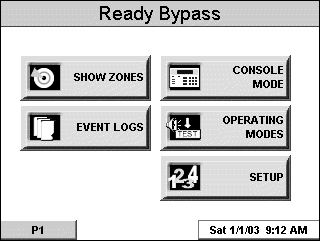 Ready Bypass
SHOW ZONES
CONSOLE
MODE
EVENT LOGS
TEST
OPERATING
MODES
1234
SETUP
P1
Sat 1/1/03 9:12 AM